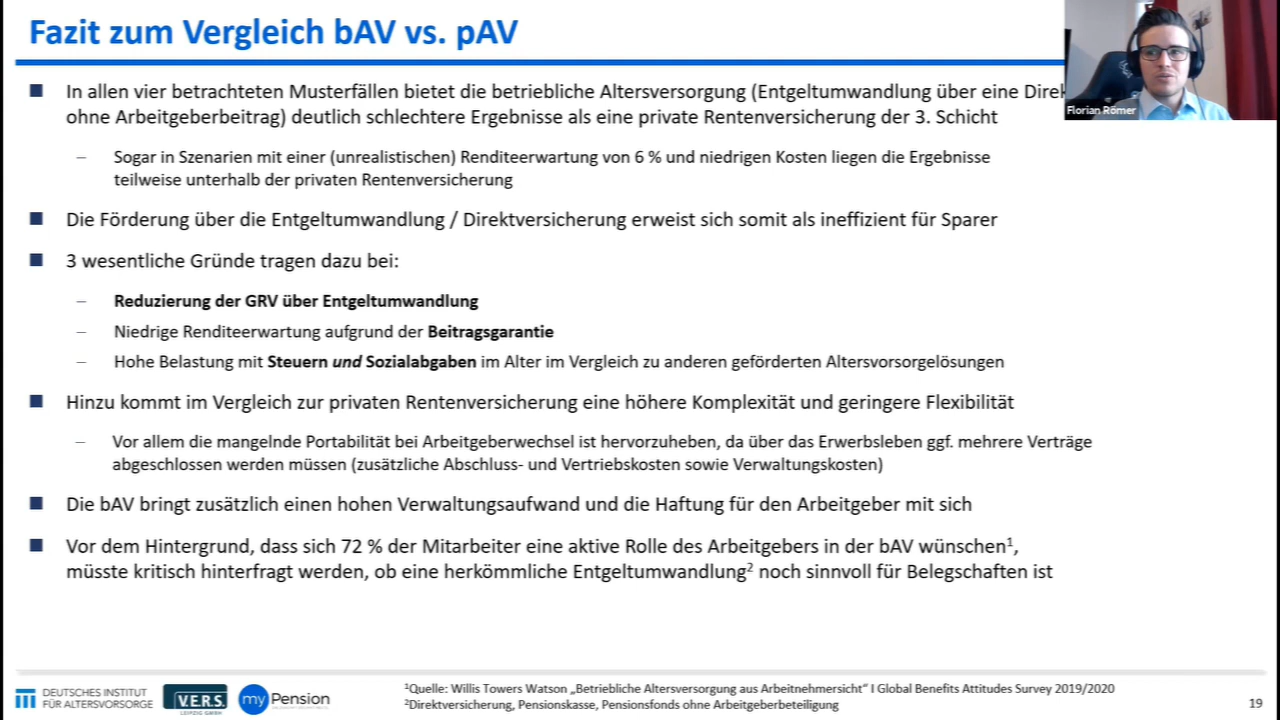 Fazit zum Vergleich bAV vs. pAV
In allen vier betrachteten Musterfällen bietet die betriebliche Altersversorgung (Entgeltumwandlung über eine Direk
ohne Arbeitgeberbeitrag) deutlich schlechtere Ergebnisse als eine private Rentenversicherung der 3. Schicht
– Sogar in Szenarien mit einer (unrealistischen) Renditeerwartung von 6 % und niedrigen Kosten liegen die Ergebnisse
teilweise unterhalb der privaten Rentenversicherung
Die Förderung über die Entgeltumwandlung / Direktversicherung erweist sich somit als ineffizient für Sparer
3 wesentliche Gründe tragen dazu bei:
– Reduzierung der GRV über Entgeltumwandlung
– Niedrige Renditeerwartung aufgrund der Beitragsgarantie
– Hohe Belastung mit Steuern und Sozialabgaben im Alter im Vergleich zu anderen geförderten Altersvorsorgelösungen
Hinzu kommt im Vergleich zur privaten Rentenversicherung eine höhere Komplexität und geringere Flexibilität
– Vor allem die mangelnde Portabilität bei Arbeitgeberwechsel ist hervorzuheben, da über das Erwerbsleben ggf. mehrere Verträge
abgeschlossen werden müssen (zusätzliche Abschluss- und Vertriebskosten sowie Verwaltungskosten)
Die bAV bringt zusätzlich einen hohen Verwaltungsaufwand und die Haftung für den Arbeitgeber mit sich
Vor dem Hintergrund, dass sich 72 % der Mitarbeiter eine aktive Rolle des Arbeitgebers in der bAV wünschen¹,
müsste kritisch hinterfragt werden, ob eine herkömmliche Entgeltumwandlung² noch sinnvoll für Belegschaften ist
Florian Römer
DEUTSCHES INSTITUT
FÜR ALTERSVORSORGE
V.E.R.S.
LEIPZIG GMBH
myPension
¹Quelle: Willis Towers Watson „Betriebliche Altersversorgung aus Arbeitnehmersicht“ I Global Benefits Attitudes Survey 2019/2020
²Direktversicherung, Pensionskasse, Pensionsfonds ohne Arbeitgeberbeteiligung
19